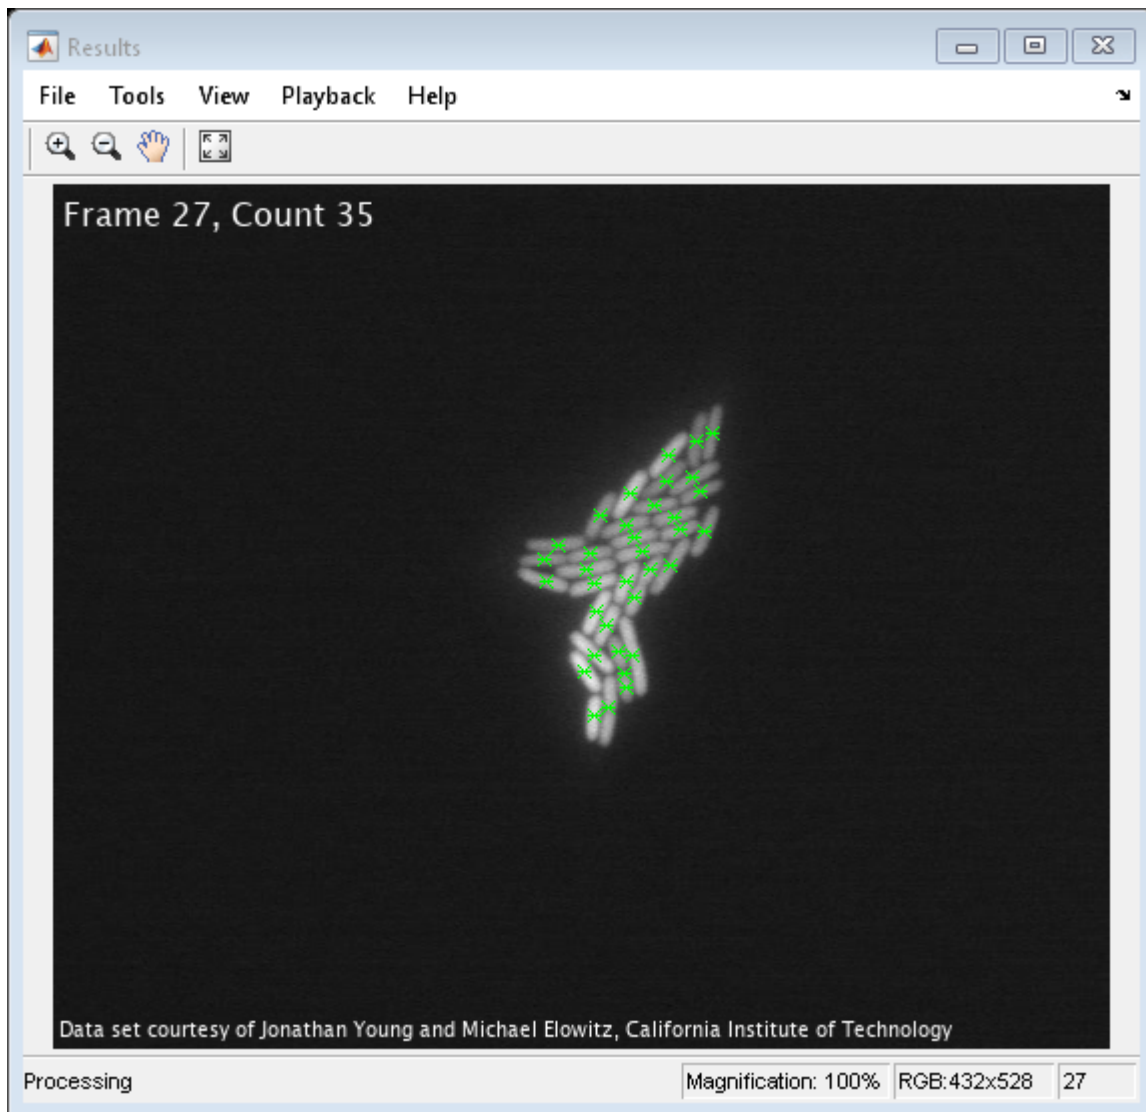 Results
File Tools View Playback Help
Frame 27, Count 35
Data set courtesy of Jonathan Young and Michael Elowitz, California Institute of Technology
Processing Magnification: 100% RGB:432x528 27